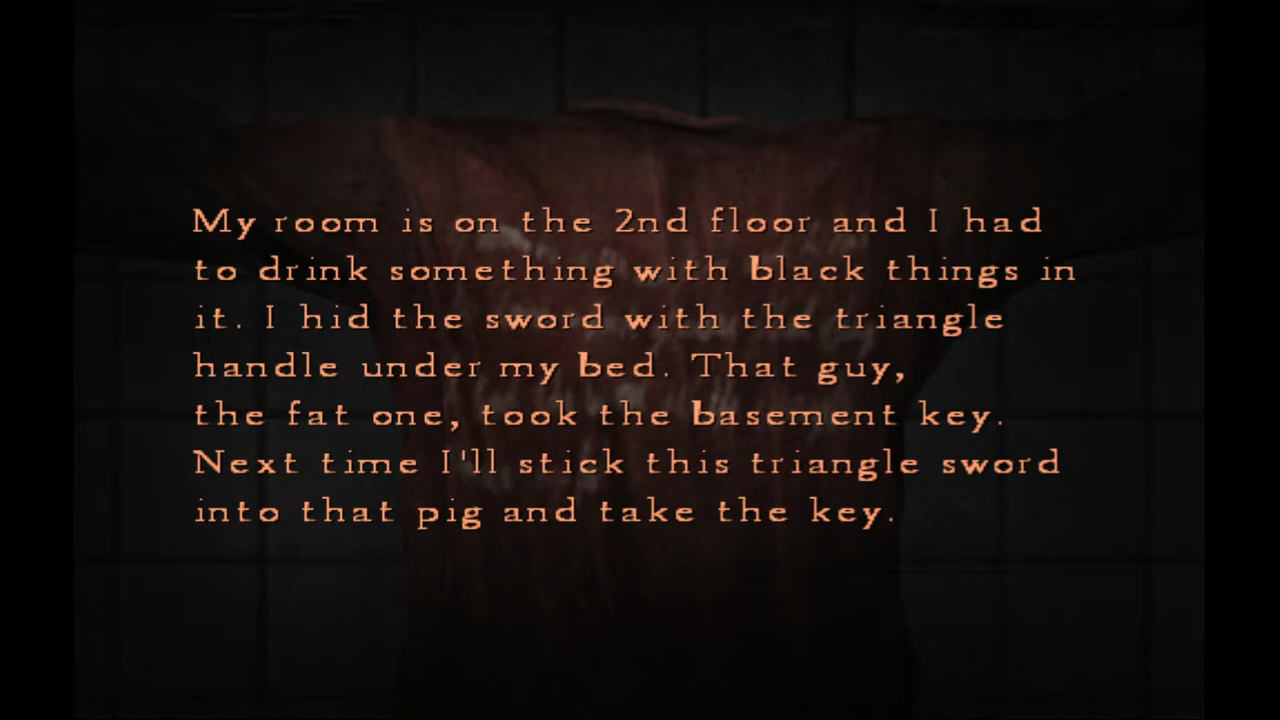 My room is on the 2nd floor and I had
to drink something with black things in
it. I hid the sword with the triangle
handle under my bed. That guy,
the fat one, took the basement key.
Next time I'll stick this triangle sword
into that pig and take the key.